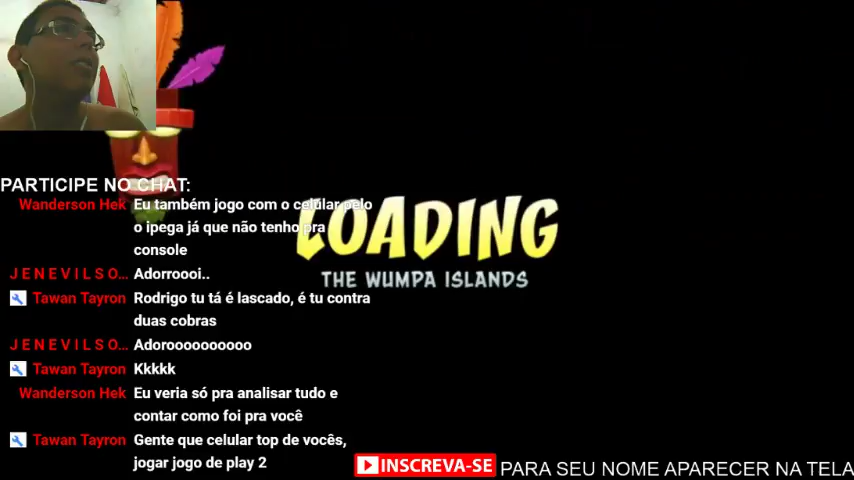 PARTICIPE NO CHAT:
Wanderson Hek Eu também jogo com o celular pelo
o ipega já que não tenho pra
console
J E N E V I L S O... Adorroooi..
Tawan Tayron Rodrigo tu tá é lascado, é tu contra
duas cobras
J E N E V I L S O... Adoroooooooooo
Tawan Tayron Kkkkk
Wanderson Hek Eu veria só pra analisar tudo e
contar como foi pra você
Tawan Tayron Gente que celular top de vocês,
jogar jogo de play 2
LOADING
THE WUMPA ISLANDS
INSCREVA-SE PARA SEU NOME APARECER NA TELA